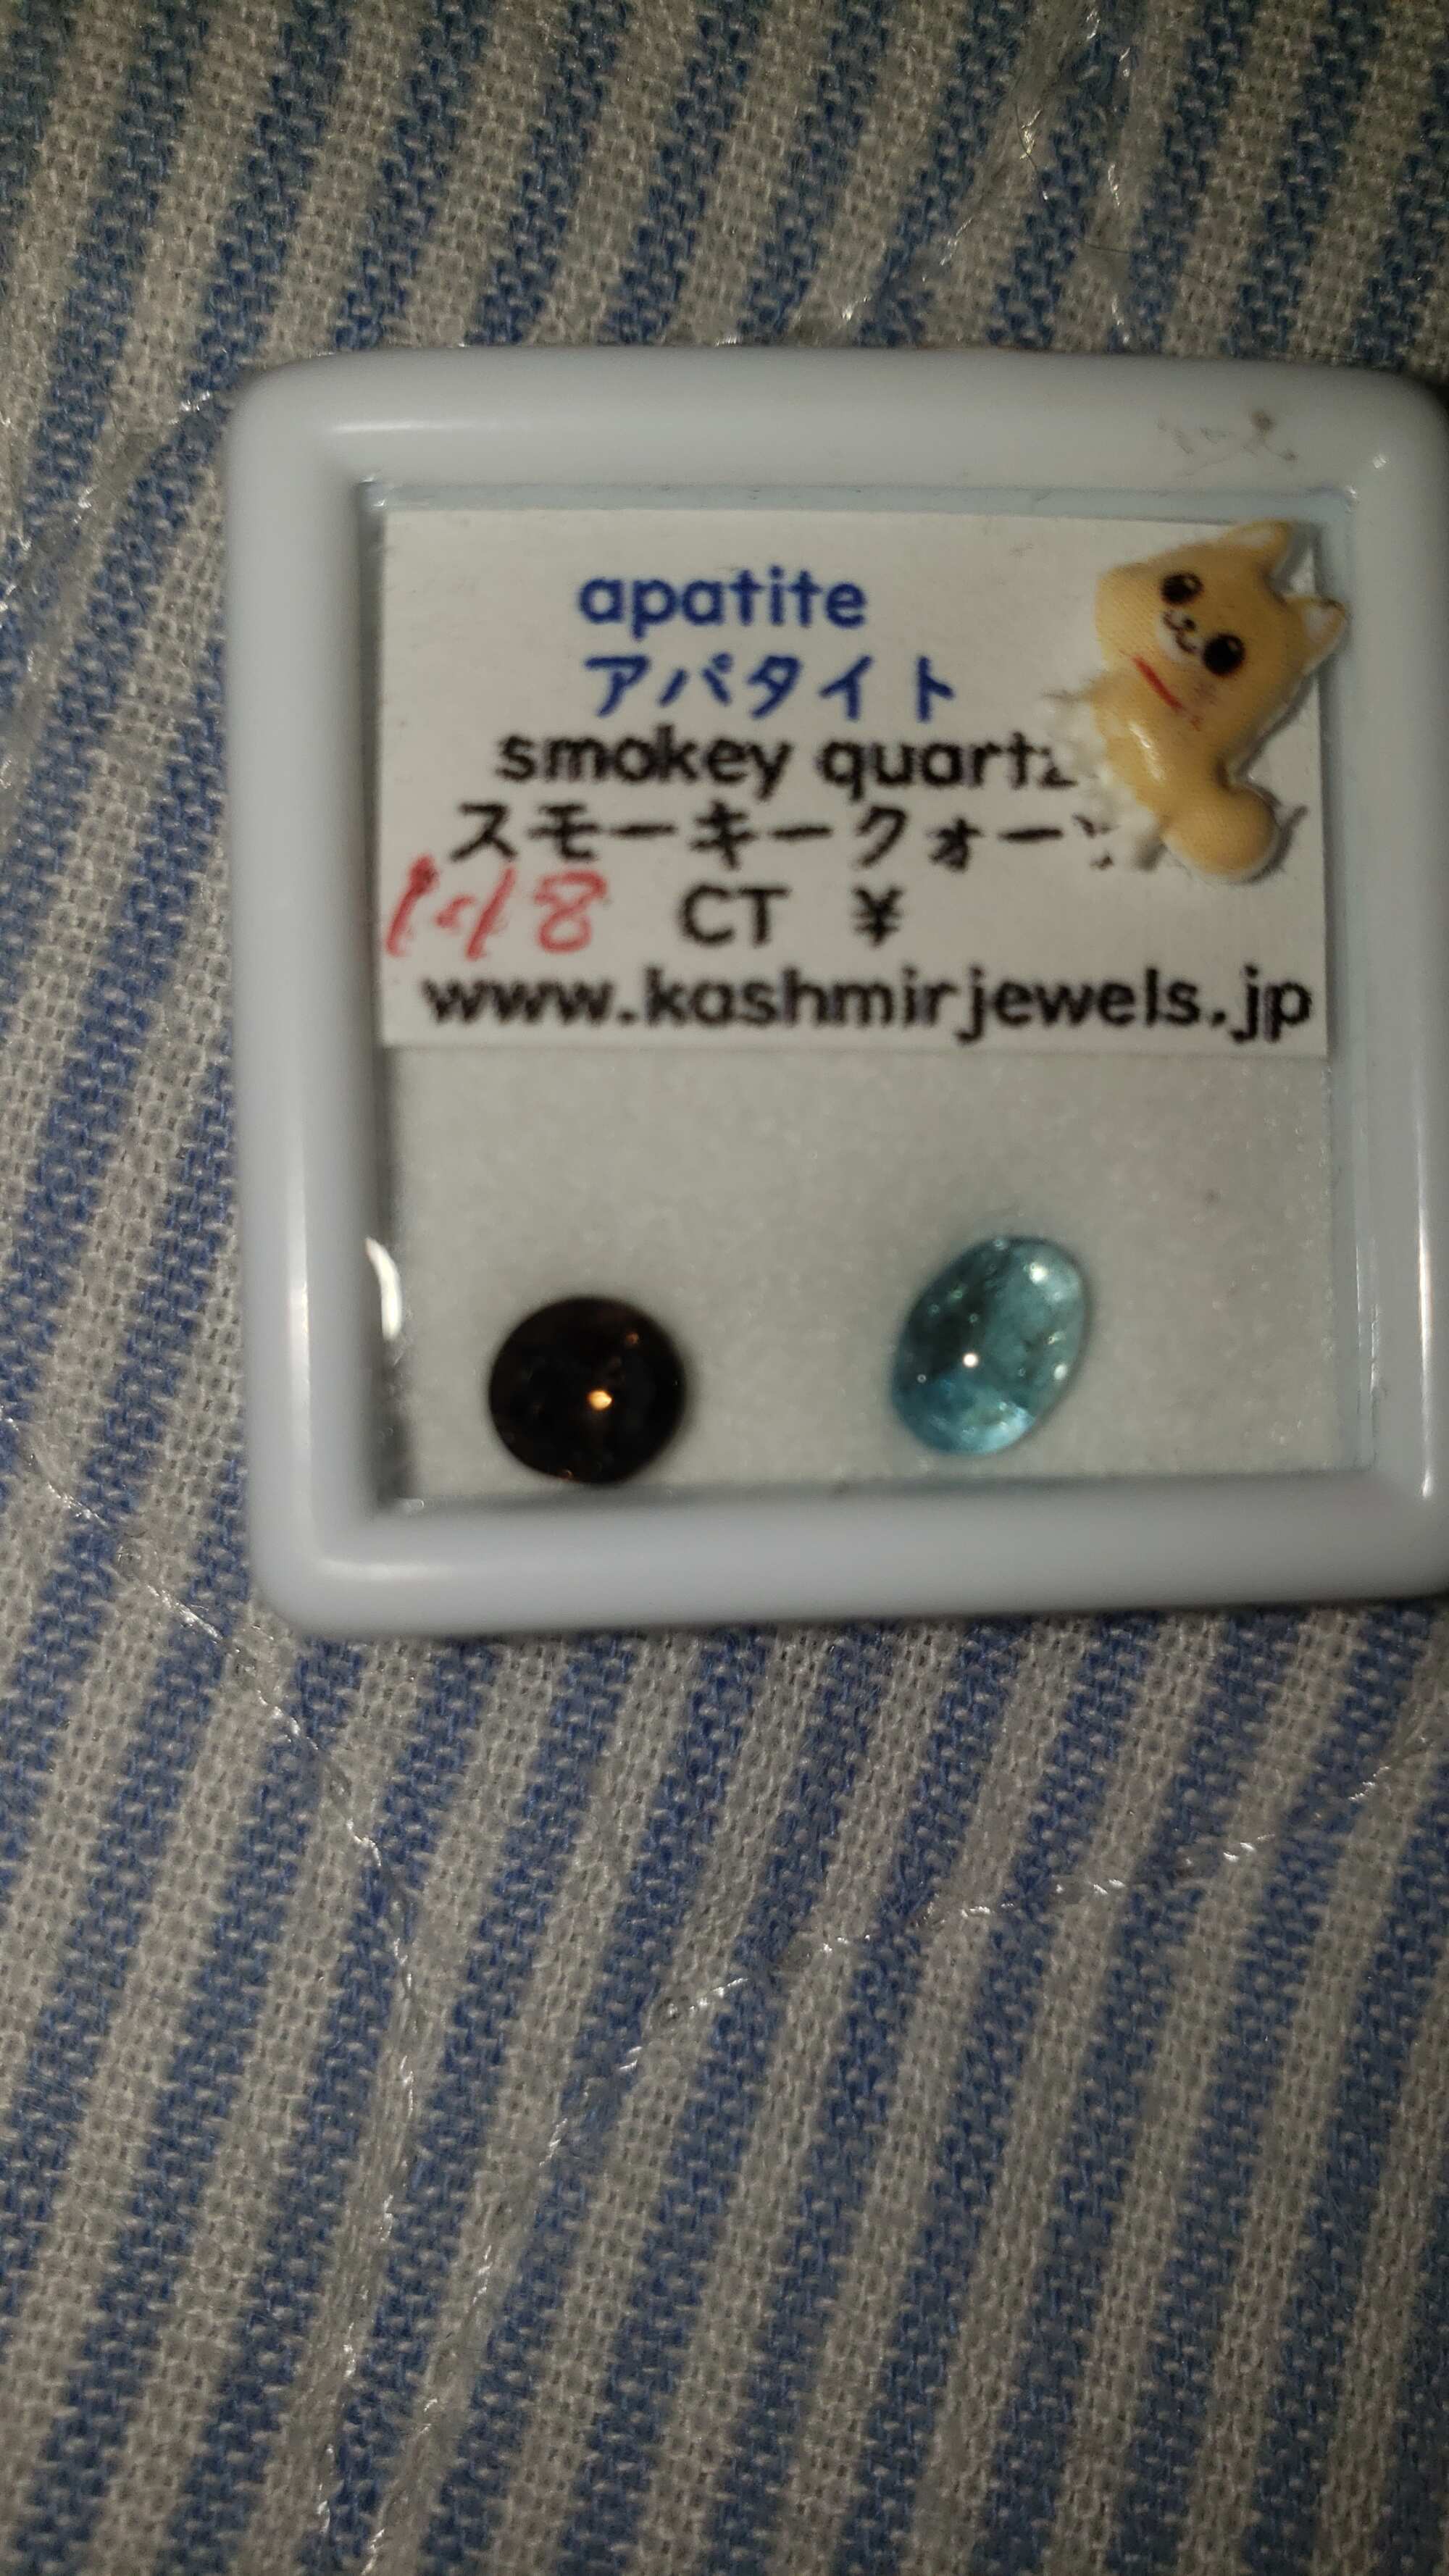 apatite
アパタイト
smokey quartz
スモーキークォーツ
1.18 CT ¥
www.kashmirjewels.jp